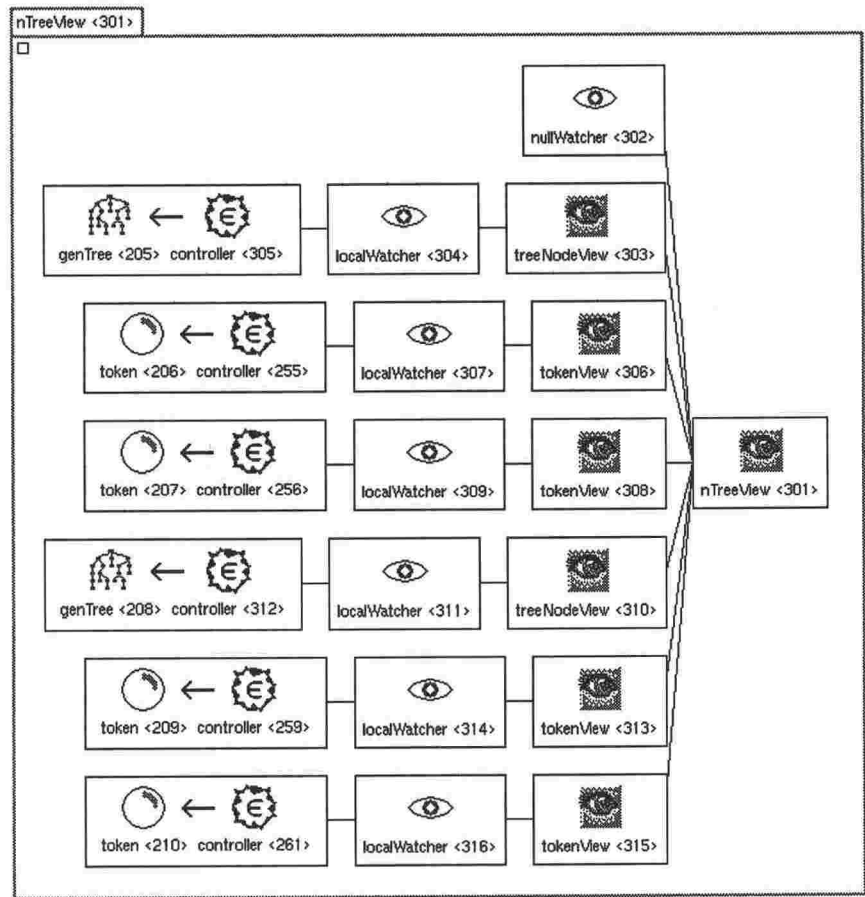 nTreeView <301>
nullWatcher <302>
genTree <205> controller <305> localWatcher <304> treeNodeView <303>
token <206> controller <255> localWatcher <307> tokenView <306>
token <207> controller <256> localWatcher <309> tokenView <308> nTreeView <301>
genTree <208> controller <312> localWatcher <311> treeNodeView <310>
token <209> controller <259> localWatcher <314> tokenView <313>
token <210> controller <261> localWatcher <316> tokenView <315>